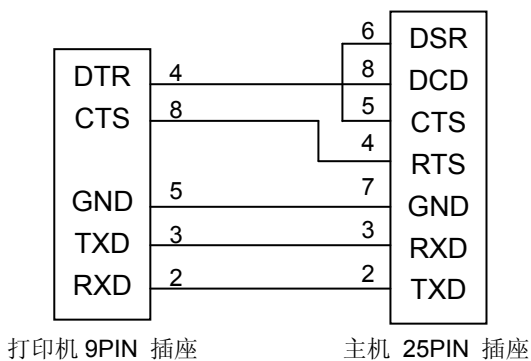 6 DSR
DTR 4 8 DCD
CTS 8 5 CTS
4 RTS
GND 5 7 GND
TXD 3 3 RXD
RXD 2 2 TXD
打印机 9PIN 插座 主机 25PIN 插座